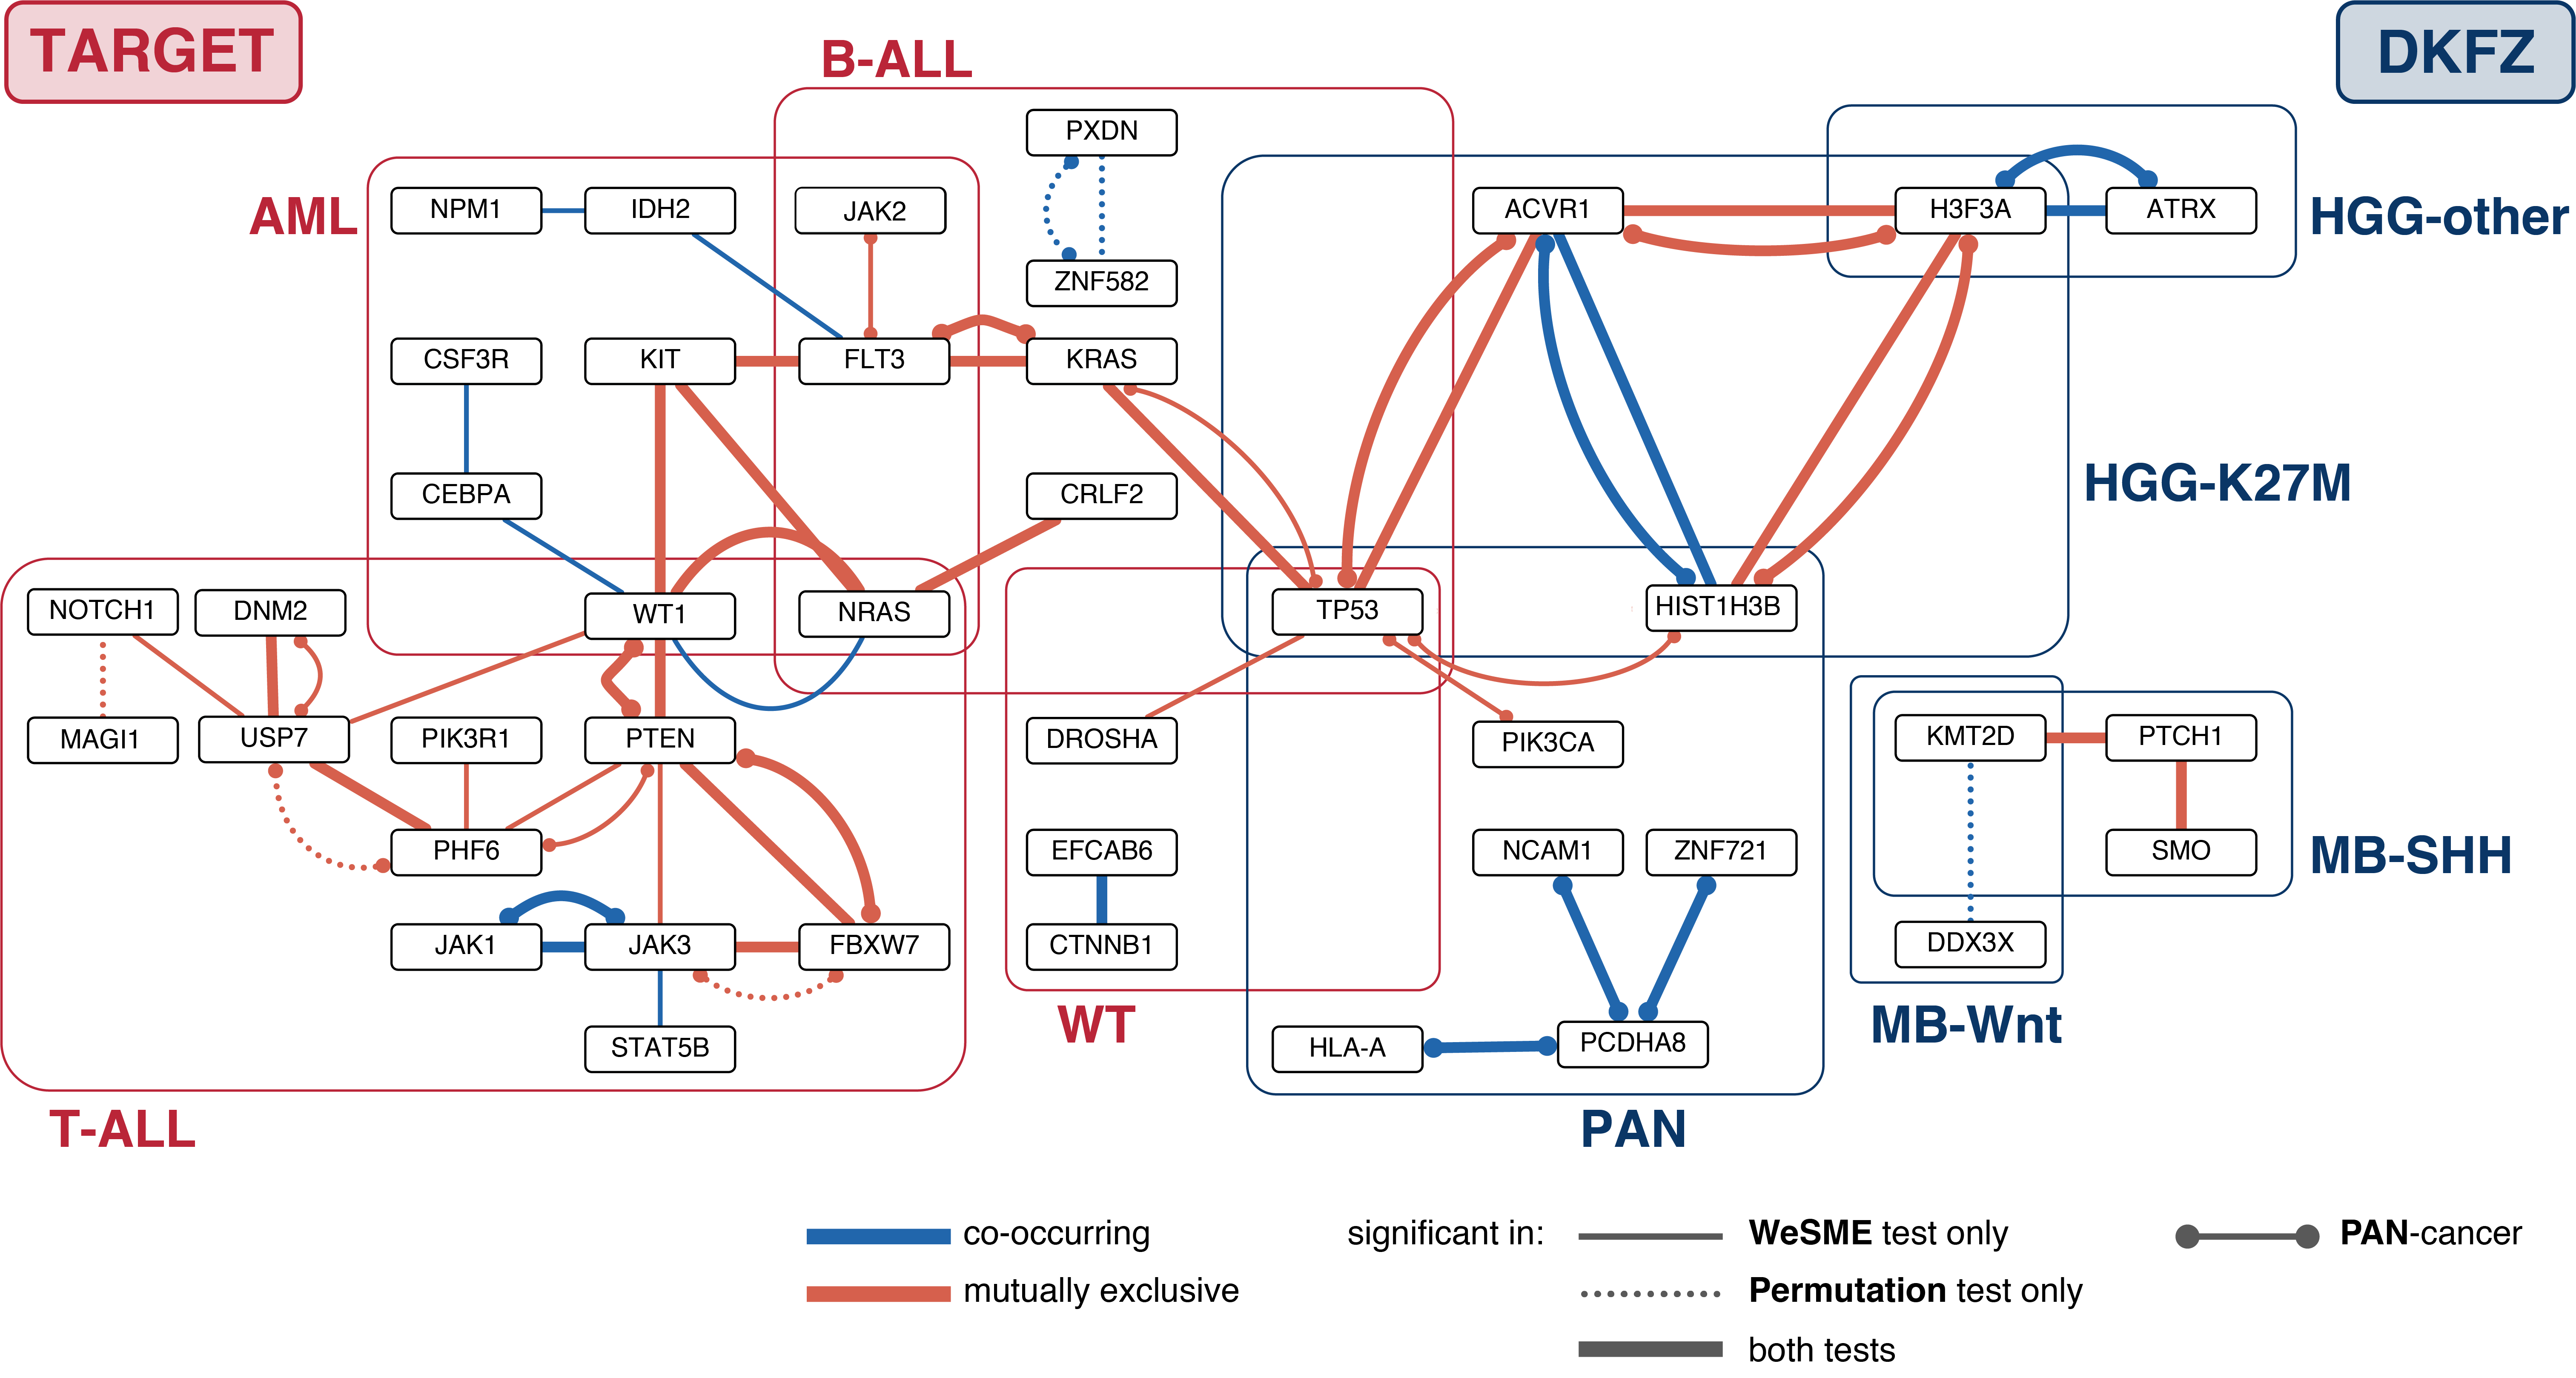 TARGET
DKFZ
B-ALL
PXDN
AML
NPM1
IDH2
JAK2
ACVR1
H3F3A
ATRX
HGG-other
ZNF582
CSF3R
KIT
FLT3
KRAS
CEBPA
CRLF2
HGG-K27M
NOTCH1
DNM2
WT1
NRAS
TP53
HIST1H3B
MAGI1
USP7
PIK3R1
PTEN
DROSHA
PIK3CA
KMT2D
PTCH1
PHF6
EFCAB6
NCAM1
ZNF721
SMO
MB-SHH
JAK1
JAK3
FBXW7
CTNNB1
DDX3X
STAT5B
WT
HLA-A
PCDHA8
MB-Wnt
T-ALL
PAN
co-occurring
significant in:
WeSME test only
PAN-cancer
mutually exclusive
Permutation test only
both tests